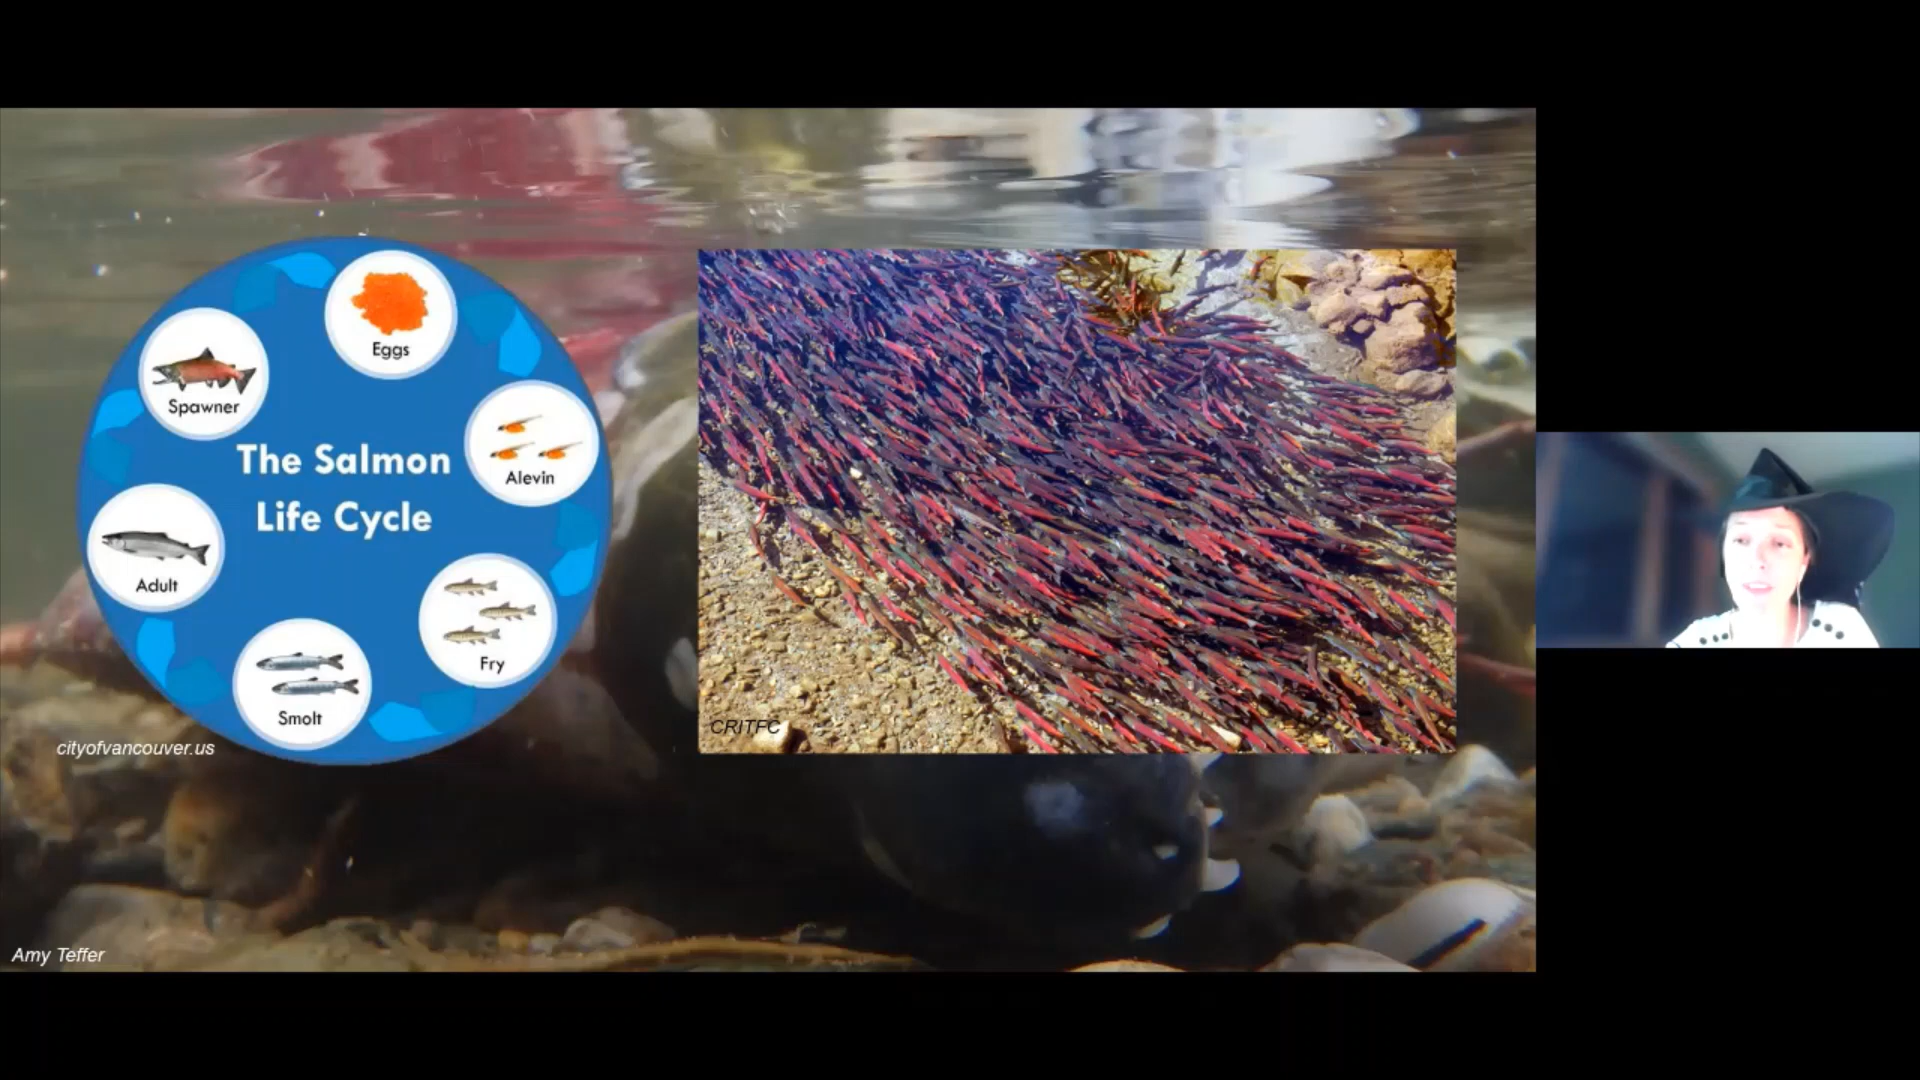 Eggs
Spawner
Alevin
The Salmon
Life Cycle
Adult
Fry
Smolt
cityofvancouver.us
CRITFC
Amy Teffer